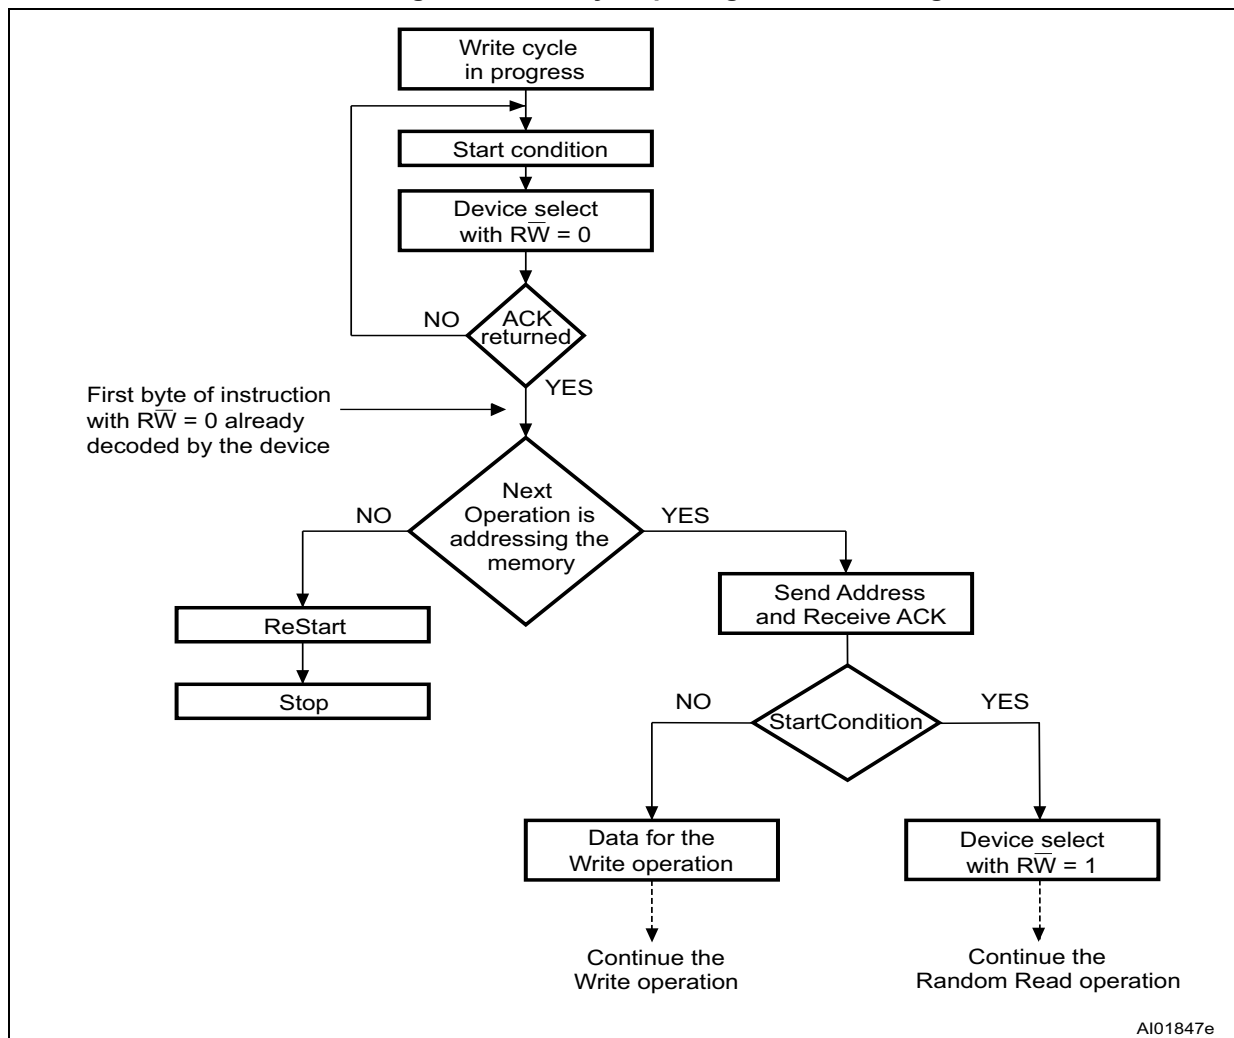 Write cycle
in progress
Start condition
Device select
with RW̅ = 0
ACK
returned
NO
YES
First byte of instruction
with RW̅ = 0 already
decoded by the device
Next
Operation is
addressing the
memory
NO
YES
ReStart
Stop
Send Address
and Receive ACK
StartCondition
NO
YES
Data for the
Write operation
Device select
with RW̅ = 1
Continue the
Write operation
Continue the
Random Read operation
AI01847e